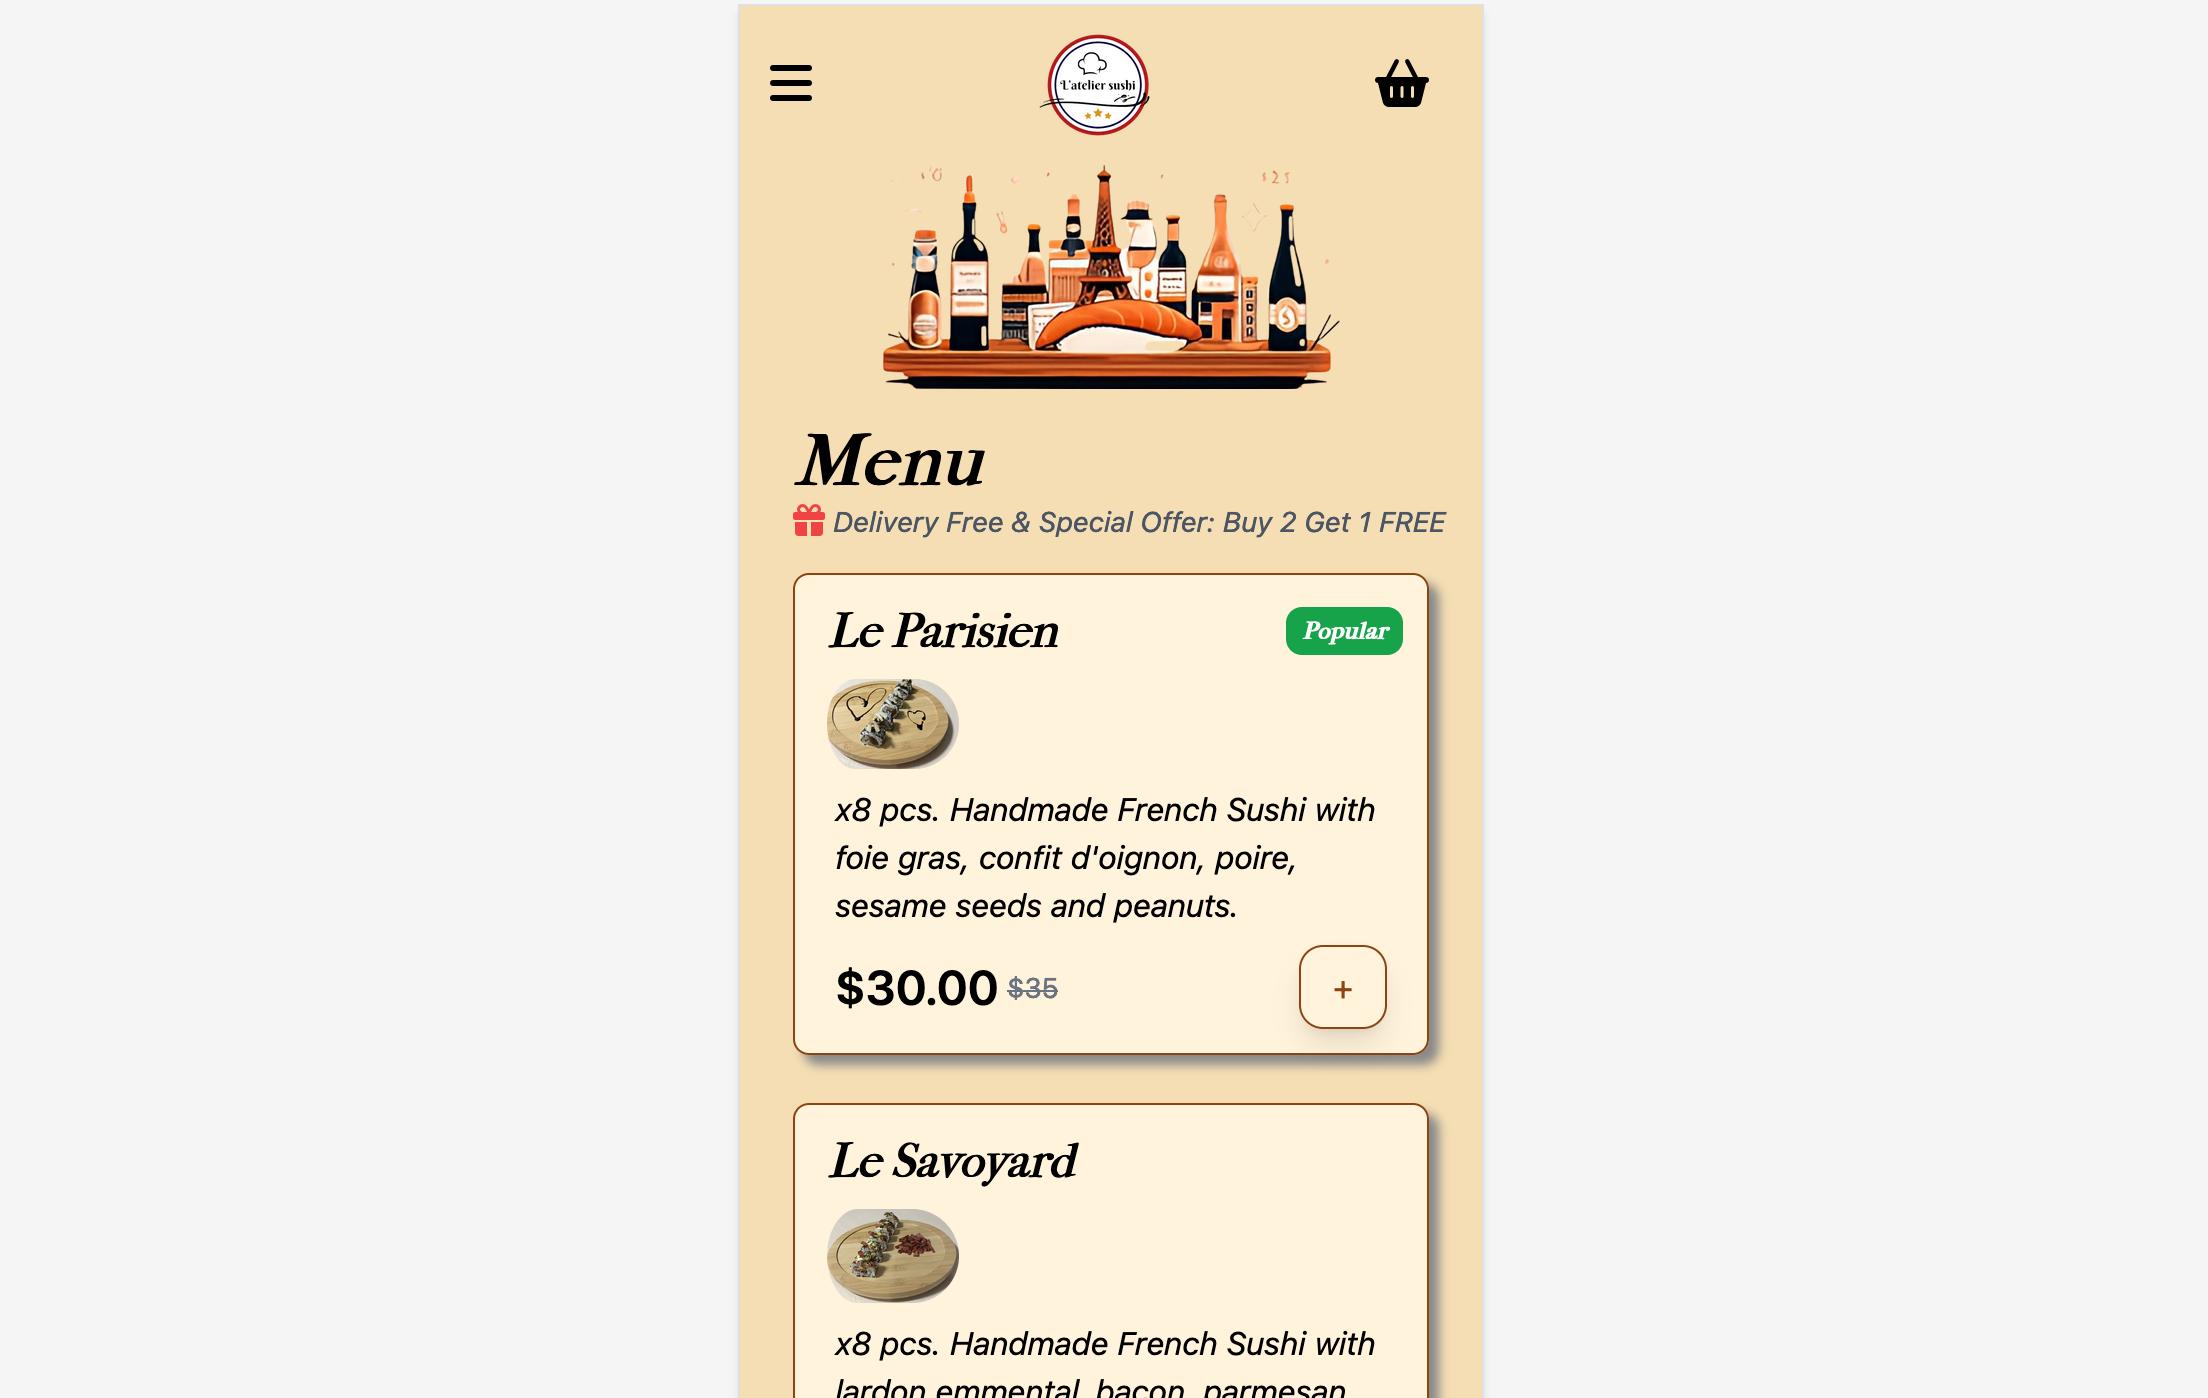 L'atelier sushi
$25
Menu
Delivery Free & Special Offer: Buy 2 Get 1 FREE
Le Parisien
Popular
x8 pcs. Handmade French Sushi with
foie gras, confit d'oignon, poire,
sesame seeds and peanuts.
$30.00 $35
+
Le Savoyard
x8 pcs. Handmade French Sushi with
lardon emmental, bacon, parmesan